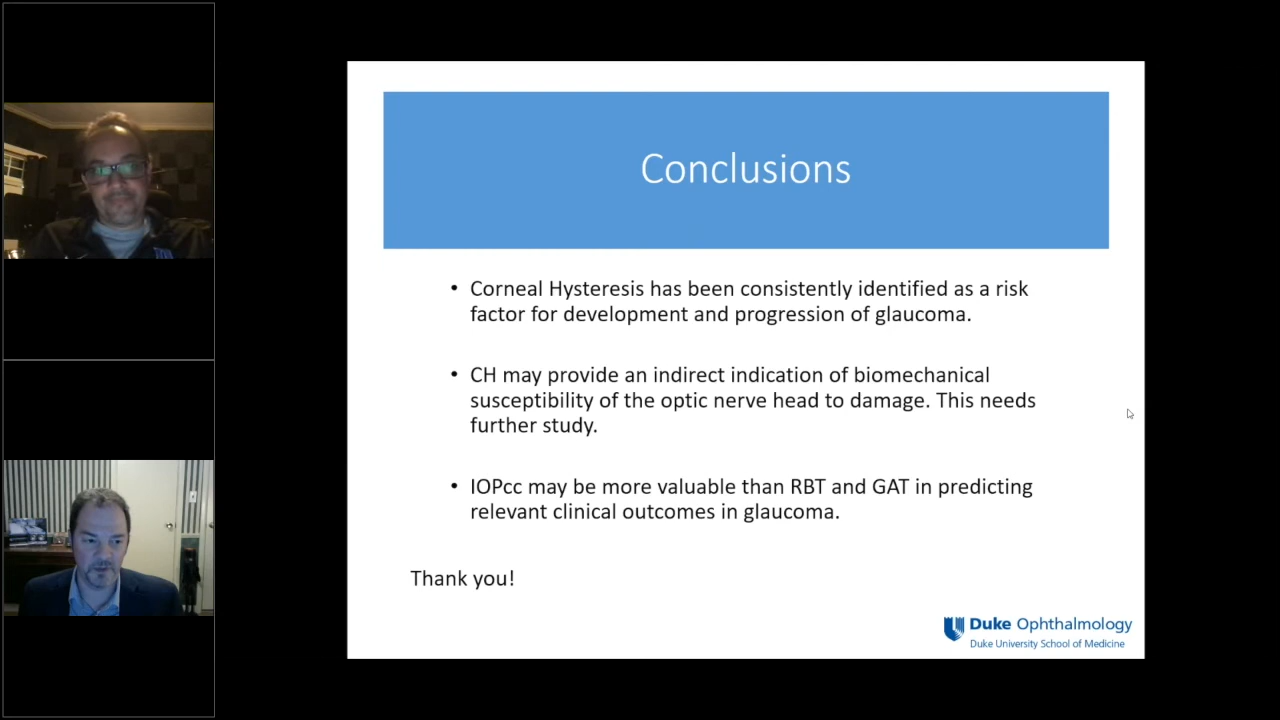 Conclusions
• Corneal Hysteresis has been consistently identified as a risk
factor for development and progression of glaucoma.
• CH may provide an indirect indication of biomechanical
susceptibility of the optic nerve head to damage. This needs
further study.
• IOPcc may be more valuable than RBT and GAT in predicting
relevant clinical outcomes in glaucoma.
Thank you!
Duke Ophthalmology
Duke University School of Medicine